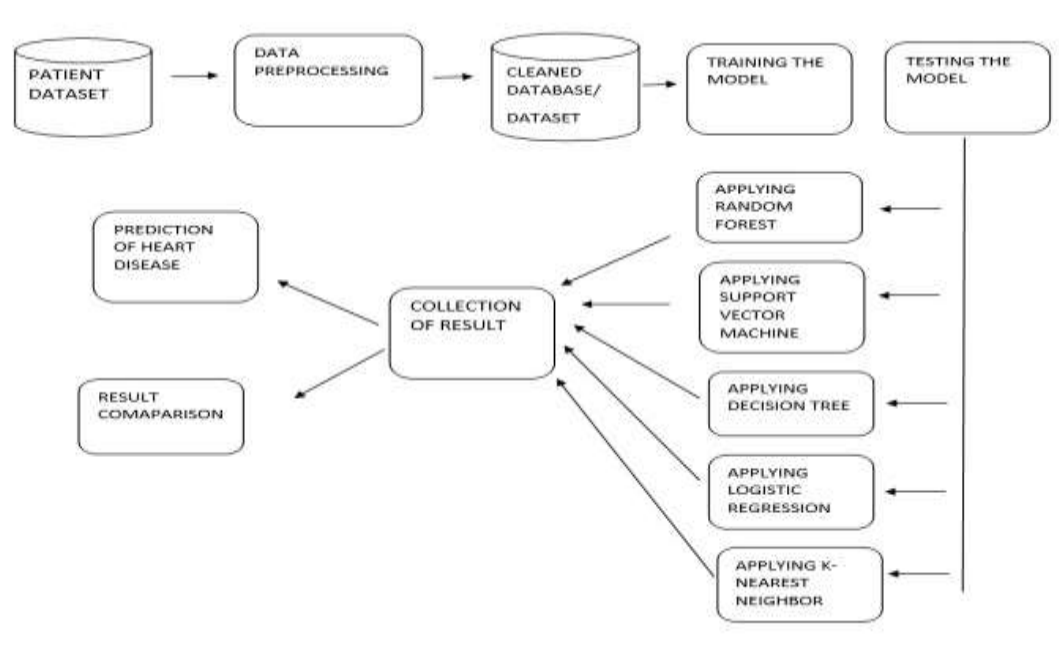 PATIENT
DATASET
DATA
PREPROCESSING
CLEANED
DATABASE/
DATASET
TRAINING THE
MODEL
TESTING THE
MODEL
APPLYING
RANDOM
FOREST
APPLYING
SUPPORT
VECTOR
MACHINE
APPLYING
DECISION TREE
APPLYING
LOGISTIC
REGRESSION
APPLYING K-
NEAREST
NEIGHBOR
COLLECTION
OF RESULT
PREDICTION
OF HEART
DISEASE
RESULT
COMAPARISON